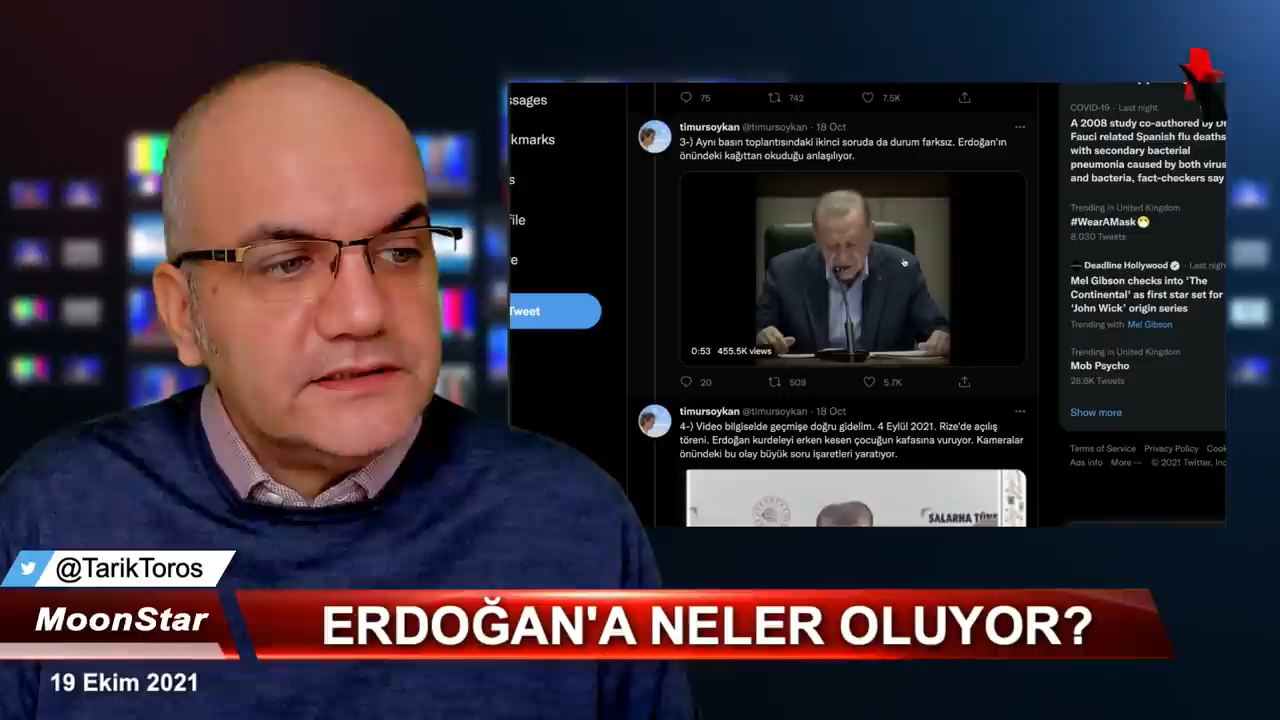 ssages
kmarks
s
file
e
Tweet
75 742 7.5K
timursoykan @timursoykan · 18 Oct
3-) Aynı basın toplantısındaki ikinci soruda da durum farksız. Erdoğan'ın
önündeki kağıttan okuduğu anlaşılıyor.
0:53 455.5K views
20 509 5.7K
timursoykan @timursoykan · 18 Oct
4-) Video bilgiselde geçmişe doğru gidelim. 4 Eylül 2021. Rize'de açılış
töreni. Erdoğan kurdeleyi erken kesen çocuğun kafasına vuruyor. Kameralar
önündeki bu olay büyük soru işaretleri yaratıyor.
SALARHA TÜNE
COVID-19 · Last night
A 2008 study co-authored by Dr
Fauci related Spanish flu deaths
with secondary bacterial
pneumonia caused by both virus
and bacteria, fact-checkers say
Trending in United Kingdom
#WearAMask😷
8,030 Tweets
Deadline Hollywood · Last nigh
Mel Gibson checks into 'The
Continental' as first star set for
'John Wick' origin series
Trending with Mel Gibson
Trending in United Kingdom
Mob Psycho
28.8K Tweets
Show more
Terms of Service Privacy Policy Cook
Ads info More ··· © 2021 Twitter, Inc
@TarikToros
MoonStar
ERDOĞAN'A NELER OLUYOR?
19 Ekim 2021